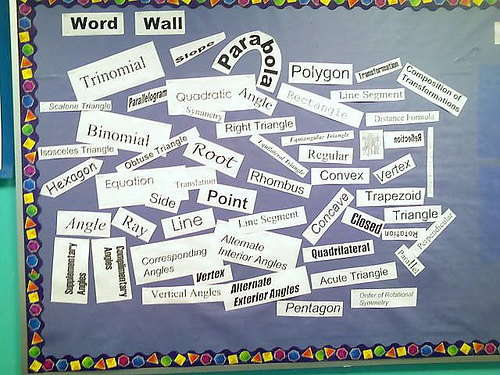 Word Wall
Slope
Parabola
Trinomial
Polygon
Transformation
Composition of
Transformations
Scalone Triangle
Parallelogram
Quadratic
Angle
Symmetry
Rectangle
Line Segment
Distance Formula
Binomial
Right Triangle
Equiangular Triangle
Reflection
Isosceles Triangle
Obtuse Triangle
Root
Equilateral Triangle
Regular
Hexagon
Equation
Translation
Rhombus
Convex
Vertex
Side
Point
Concave
Trapezoid
Angle
Ray
Line
Line Segment
Closed
Triangle
Rotation
Perpendicular
Parallel
Supplementary
Angles
Complimentary
Angles
Corresponding
Angles
Alternate
Interior Angles
Quadrilateral
Vertex
Vertical Angles
Alternate
Exterior Angles
Acute Triangle
Pentagon
Order of Rotational
Symmetry